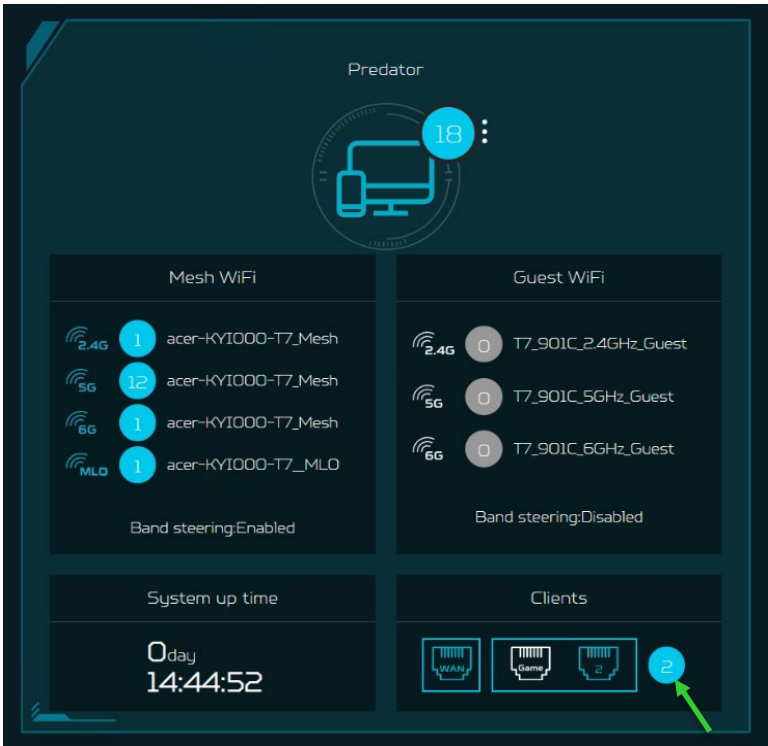 Predator
18
Mesh WiFi
2.4G 1 acer-KYI000-T7_Mesh
5G 12 acer-KYI000-T7_Mesh
6G 1 acer-KYI000-T7_Mesh
MLO 1 acer-KYI000-T7__MLO
Band steering:Enabled
Guest WiFi
2.4G 0 T7_901C_2.4GHz_Guest
5G 0 T7_901C_5GHz_Guest
6G 0 T7_901C_6GHz_Guest
Band steering:Disabled
System up time
0day
14:44:52
Clients
WAN Game 2 2